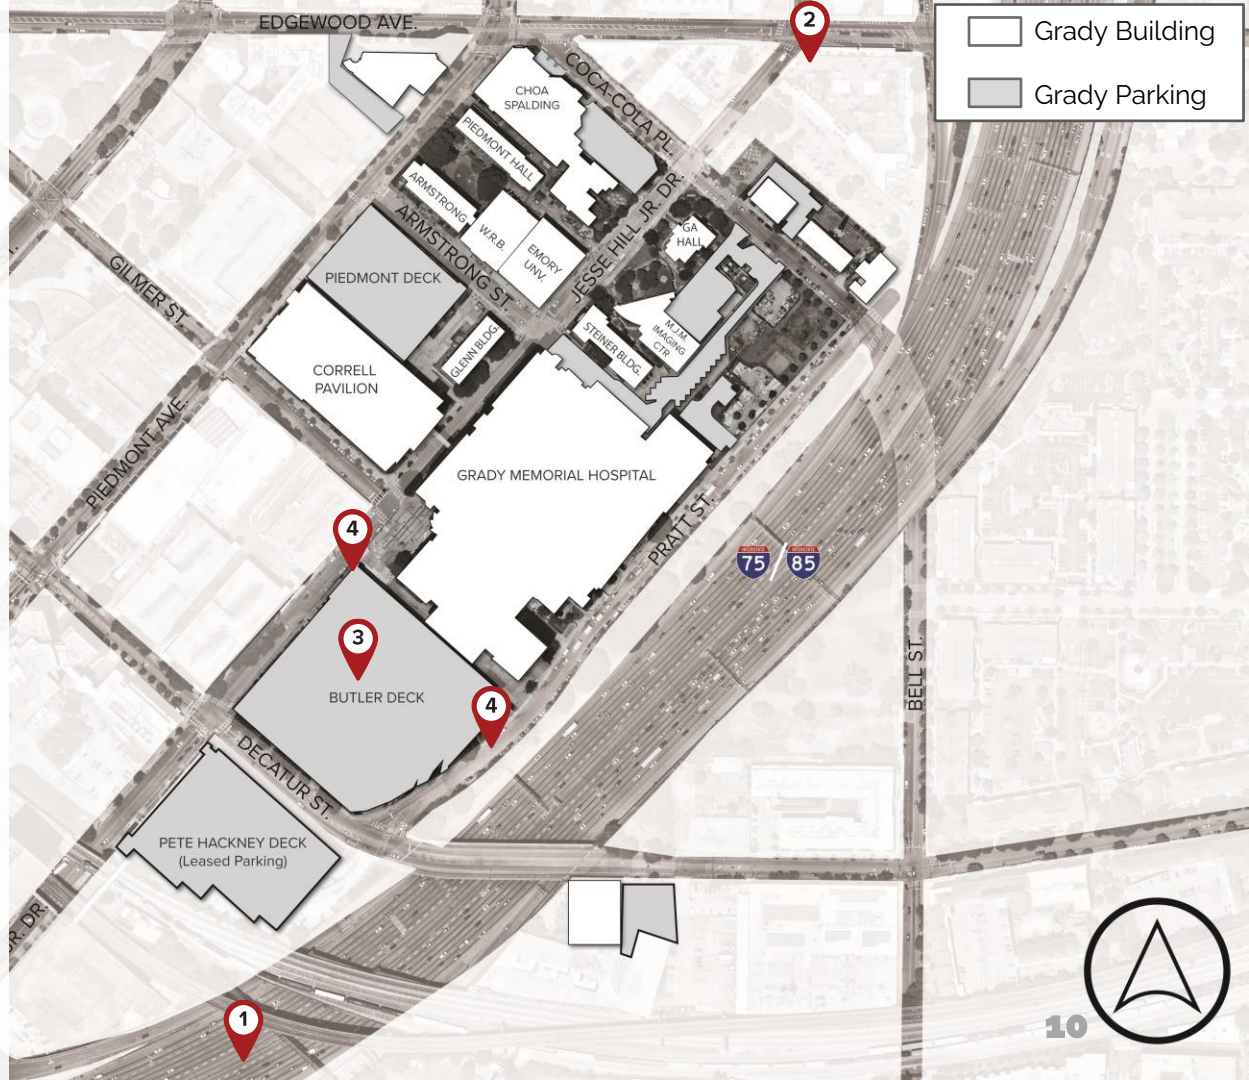 EDGEWOOD AVE.
2
Grady Building
Grady Parking
COCA-COLA PL.
CHOA
SPALDING
PIEDMONT HALL
ARMSTRONG
W.R.B.
EMORY
UNV.
JESSE HILL JR. DR.
GA
HALL
ARMSTRONG ST
GILMER ST.
PIEDMONT DECK
GLENN BLDG.
STEINER BLDG.
M.J.M.
IMAGING
CTR
CORRELL
PAVILION
PIEDMONT AVE.
GRADY MEMORIAL HOSPITAL
PRATT ST.
4
INTERSTATE
75
/
INTERSTATE
85
3
BUTLER DECK
4
BELL ST.
DECATUR ST.
PETE HACKNEY DECK
(Leased Parking)
JR. DR.
1
10